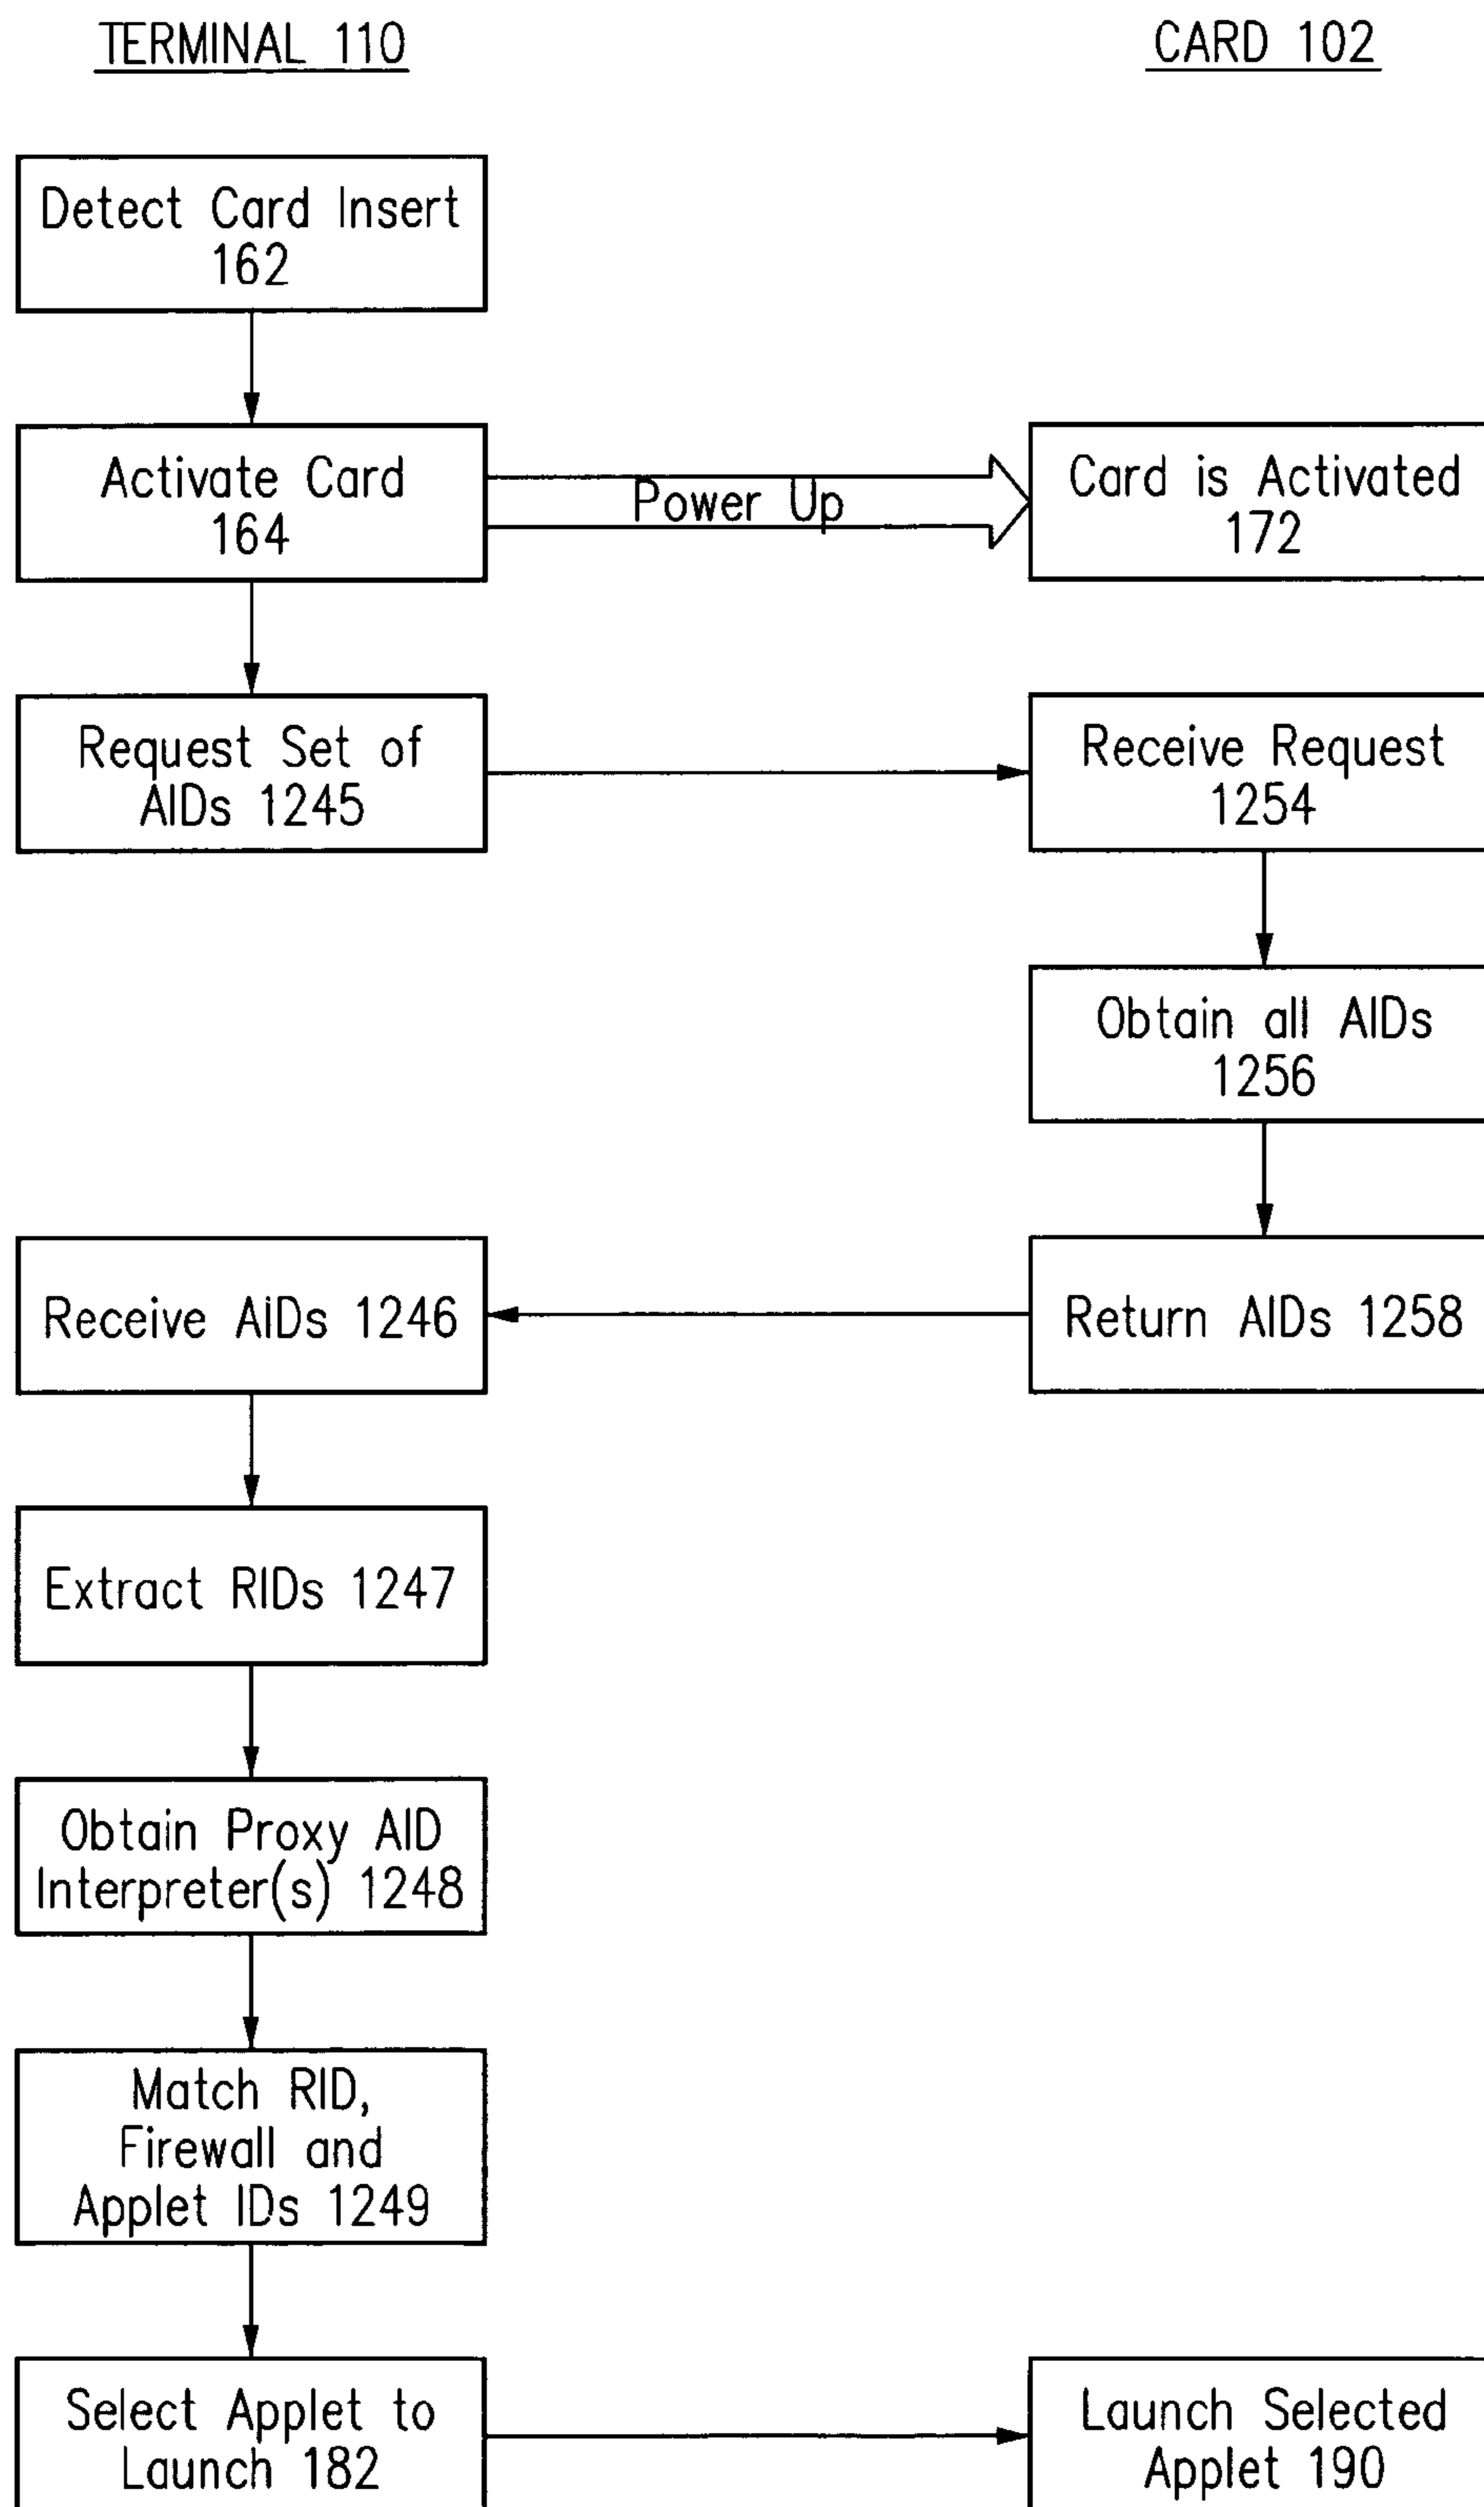 TERMINAL 110
CARD 102
Detect Card Insert
162
Activate Card
164
Power Up
Card is Activated
172
Request Set of
AIDs 1245
Receive Request
1254
Obtain all AIDs
1256
Receive AIDs 1246
Return AIDs 1258
Extract RIDs 1247
Obtain Proxy AID
Interpreter(s) 1248
Match RID,
Firewall and
Applet IDs 1249
Select Applet to
Launch 182
Launch Selected
Applet 190